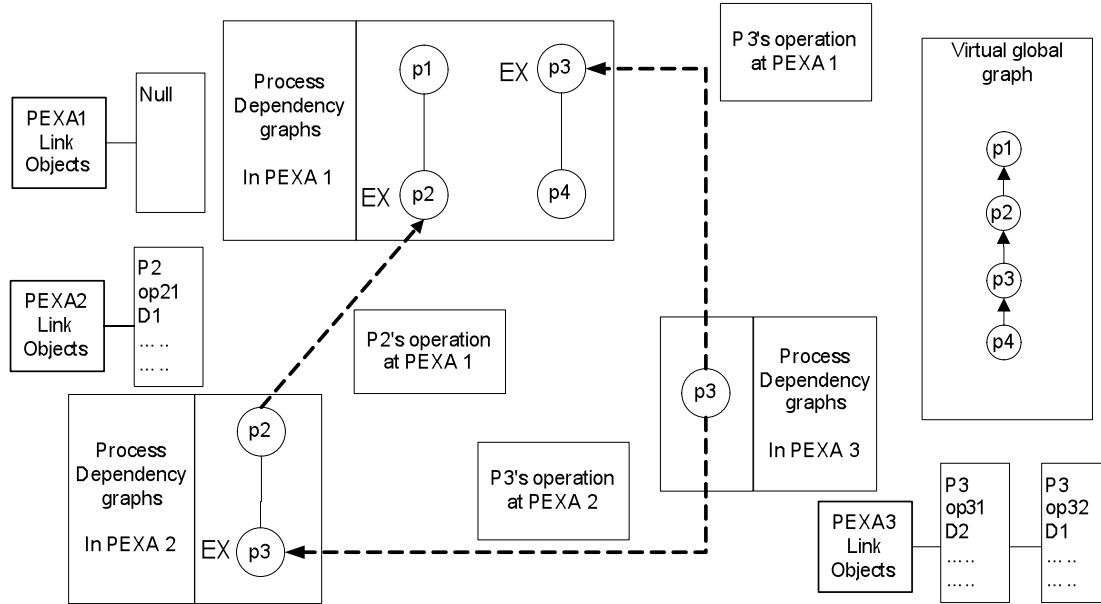 PEXA1
Link
Objects
Null
Process
Dependency
graphs
In PEXA 1
p1
EX
p2
EX
p3
p4
P3's operation
at PEXA 1
Virtual global
graph
p1
p2
p3
p4
PEXA2
Link
Objects
P2
op21
D1
.... ..
.... ..
P2's operation
at PEXA 1
Process
Dependency
graphs
In PEXA 2
p2
EX
p3
P3's operation
at PEXA 2
p3
Process
Dependency
graphs
In PEXA 3
PEXA3
Link
Objects
P3
op31
D2
.... ..
.... ..
P3
op32
D1
.... ..
.... ..